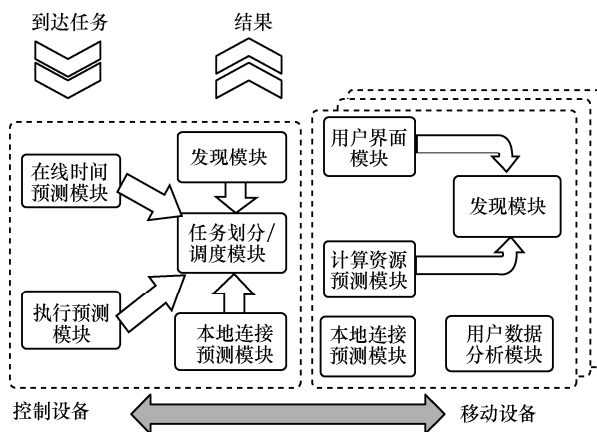 到达任务
结果
在线时间
预测模块
发现模块
任务划分/
调度模块
执行预测
模块
本地连接
预测模块
控制设备
用户界面
模块
发现模块
计算资源
预测模块
本地连接
预测模块
用户数据
分析模块
移动设备